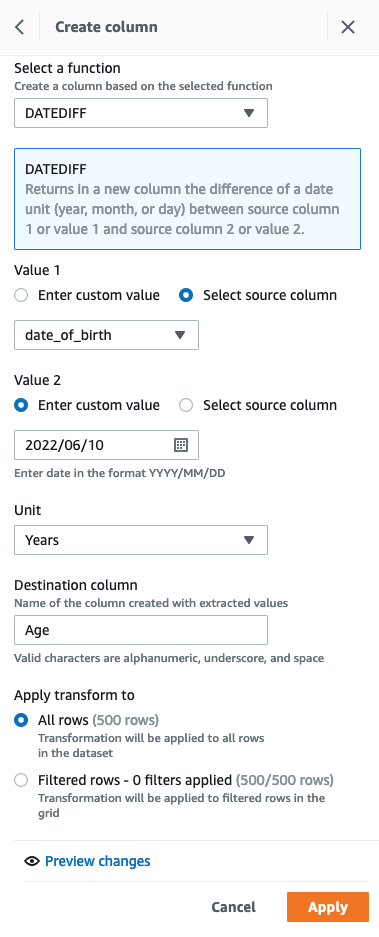 Create column
Select a function
Create a column based on the selected function
DATEDIFF
DATEDIFF
Returns in a new column the difference of a date
unit (year, month, or day) between source column
1 or value 1 and source column 2 or value 2.
Value 1
Enter custom value Select source column
date_of_birth
Value 2
Enter custom value Select source column
2022/06/10
Enter date in the format YYYY/MM/DD
Unit
Years
Destination column
Name of the column created with extracted values
Age
Valid characters are alphanumeric, underscore, and space
Apply transform to
All rows (500 rows)
Transformation will be applied to all rows
in the dataset
Filtered rows - 0 filters applied (500/500 rows)
Transformation will be applied to filtered rows in the
grid
Preview changes
Cancel Apply